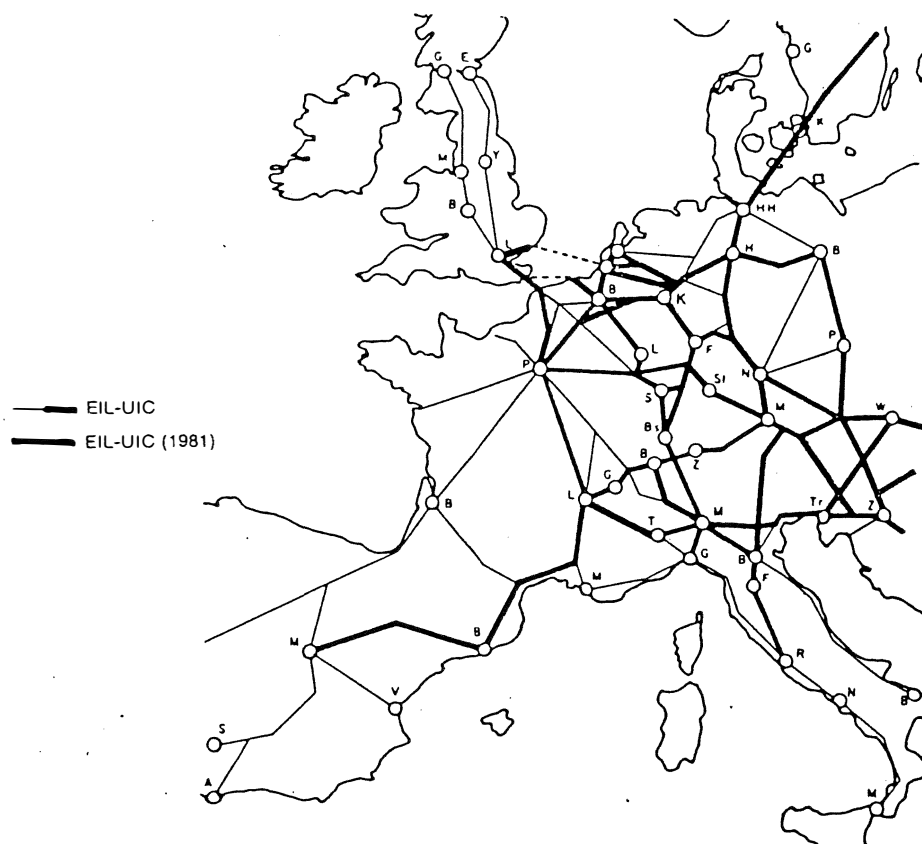 G E
G
K
M Y
B
HH
L
H B
B K
P
F L
P N
St
S
EIL-UIC
M W
EIL-UIC (1981)
Bs
B Z
G
B L Tr Z
M
T
G B
M F
M B
R
V N B
S
A M